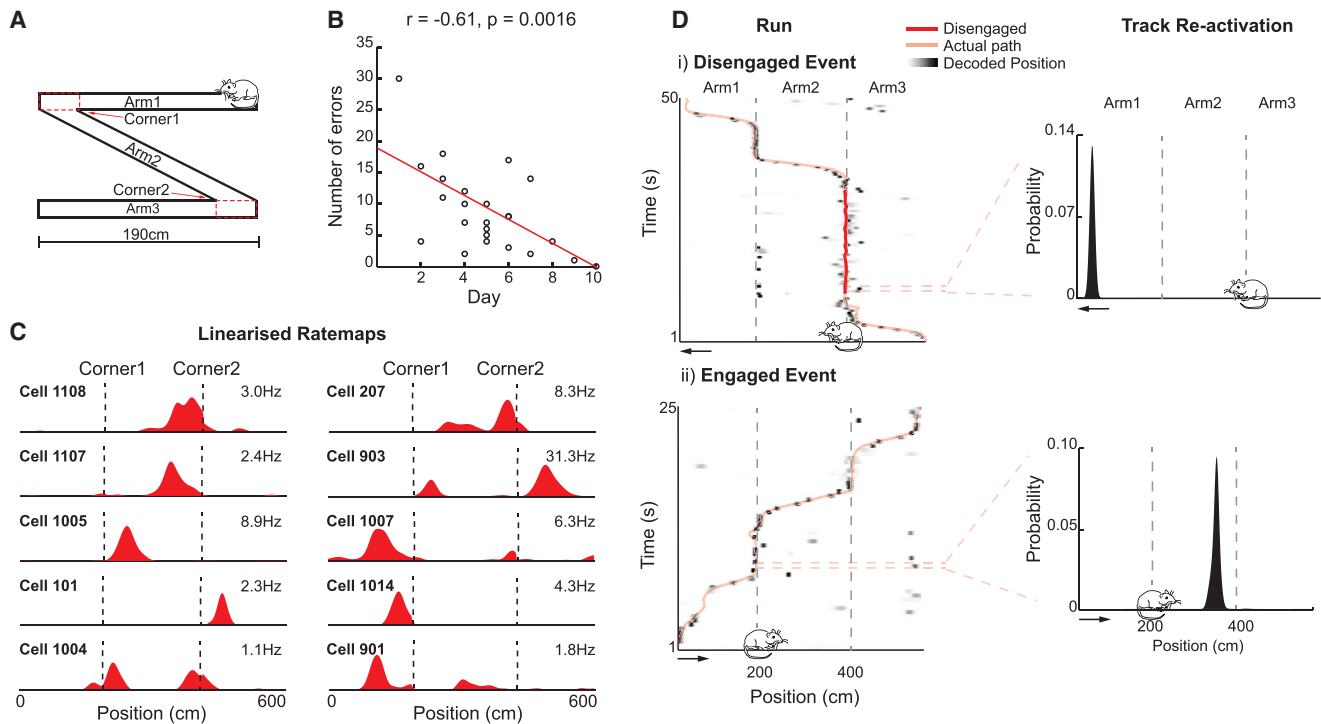 A
Arm1
Corner1
Arm2
Corner2
Arm3
190cm
B
r = -0.61, p = 0.0016
Number of errors
35
30
25
20
15
10
5
0
2
4
6
8
10
Day
C
Linearised Ratemaps
Corner1
Corner2
Cell 1108
3.0Hz
Cell 1107
2.4Hz
Cell 1005
8.9Hz
Cell 101
2.3Hz
Cell 1004
1.1Hz
0
600
Position (cm)
Corner1
Corner2
Cell 207
8.3Hz
Cell 903
31.3Hz
Cell 1007
6.3Hz
Cell 1014
4.3Hz
Cell 901
1.8Hz
0
600
Position (cm)
D
Run
Disengaged
Actual path
Decoded Position
Track Re-activation
i) Disengaged Event
Arm1
Arm2
Arm3
50
Time (s)
1
Arm1
Arm2
Arm3
0.14
0.07
0
Probability
ii) Engaged Event
25
Time (s)
1
200
400
Position (cm)
0.10
0.05
0
Probability
200
400
Position (cm)